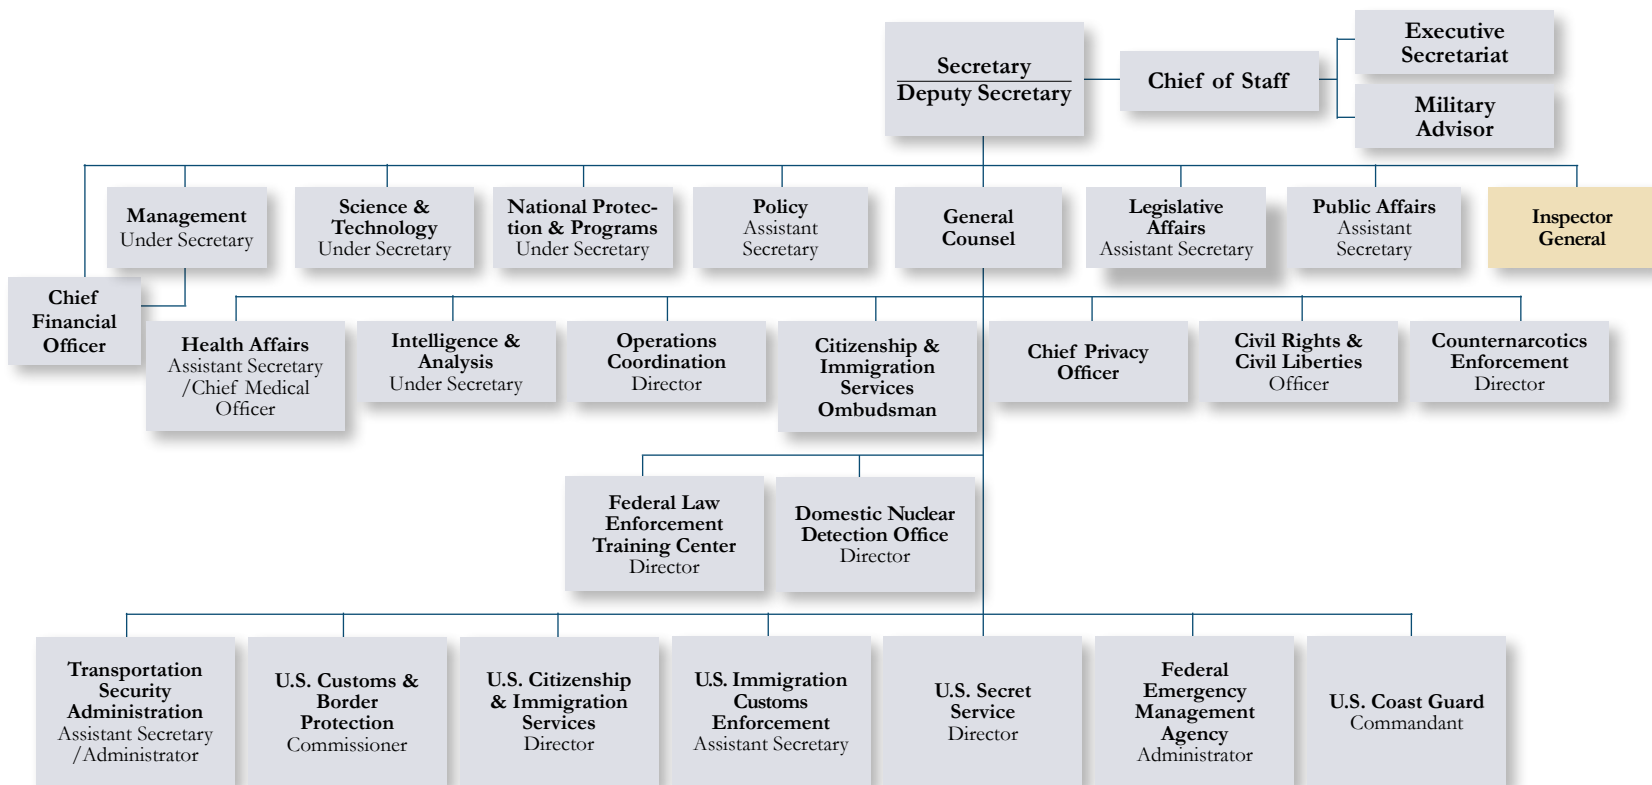 Secretary
Deputy Secretary
Chief of Staff
Executive
Secretariat
Military
Advisor
Management
Under Secretary
Science &
Technology
Under Secretary
National Protec-
tion & Programs
Under Secretary
Policy
Assistant
Secretary
General
Counsel
Legislative
Affairs
Assistant Secretary
Public Affairs
Assistant
Secretary
Inspector
General
Chief
Financial
Officer
Health Affairs
Assistant Secretary
/Chief Medical
Officer
Intelligence &
Analysis
Under Secretary
Operations
Coordination
Director
Citizenship &
Immigration
Services
Ombudsman
Chief Privacy
Officer
Civil Rights &
Civil Liberties
Officer
Counternarcotics
Enforcement
Director
Federal Law
Enforcement
Training Center
Director
Domestic Nuclear
Detection Office
Director
Transportation
Security
Administration
Assistant Secretary
/Administrator
U.S. Customs &
Border
Protection
Commissioner
U.S. Citizenship
& Immigration
Services
Director
U.S. Immigration
Customs
Enforcement
Assistant Secretary
U.S. Secret
Service
Director
Federal
Emergency
Management
Agency
Administrator
U.S. Coast Guard
Commandant